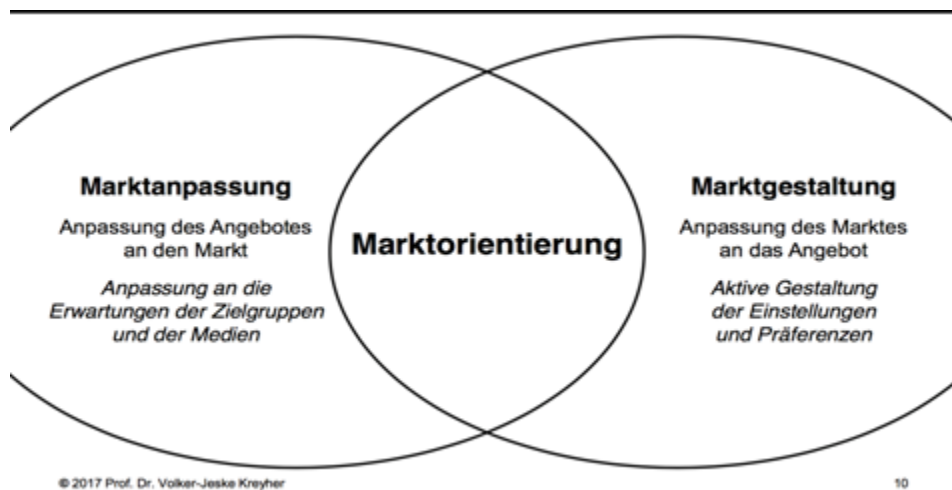 Marktanpassung
Anpassung des Angebotes
an den Markt
Anpassung an die
Erwartungen der Zielgruppen
und der Medien
Marktorientierung
Marktgestaltung
Anpassung des Marktes
an das Angebot
Aktive Gestaltung
der Einstellungen
und Präferenzen
© 2017 Prof. Dr. Volker-Jeske Kreyher
10